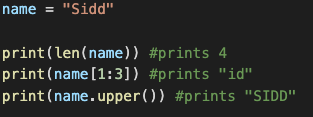 name = "Sidd"
print(len(name)) #prints 4
print(name[1:3]) #prints "id"
print(name.upper()) #prints "SIDD"